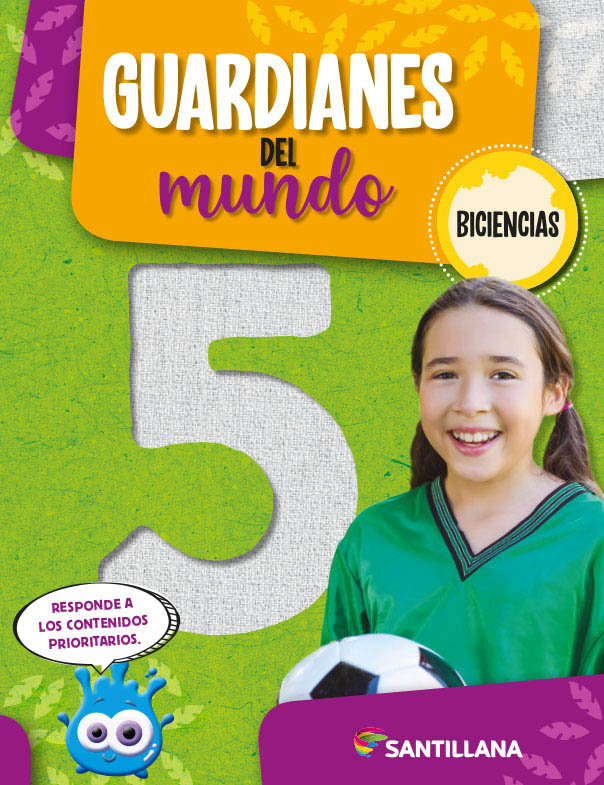 GUARDIANES
DEL
mundo
BICIENCIAS
5
RESPONDE A
LOS CONTENIDOS
PRIORITARIOS.
SANTILLANA